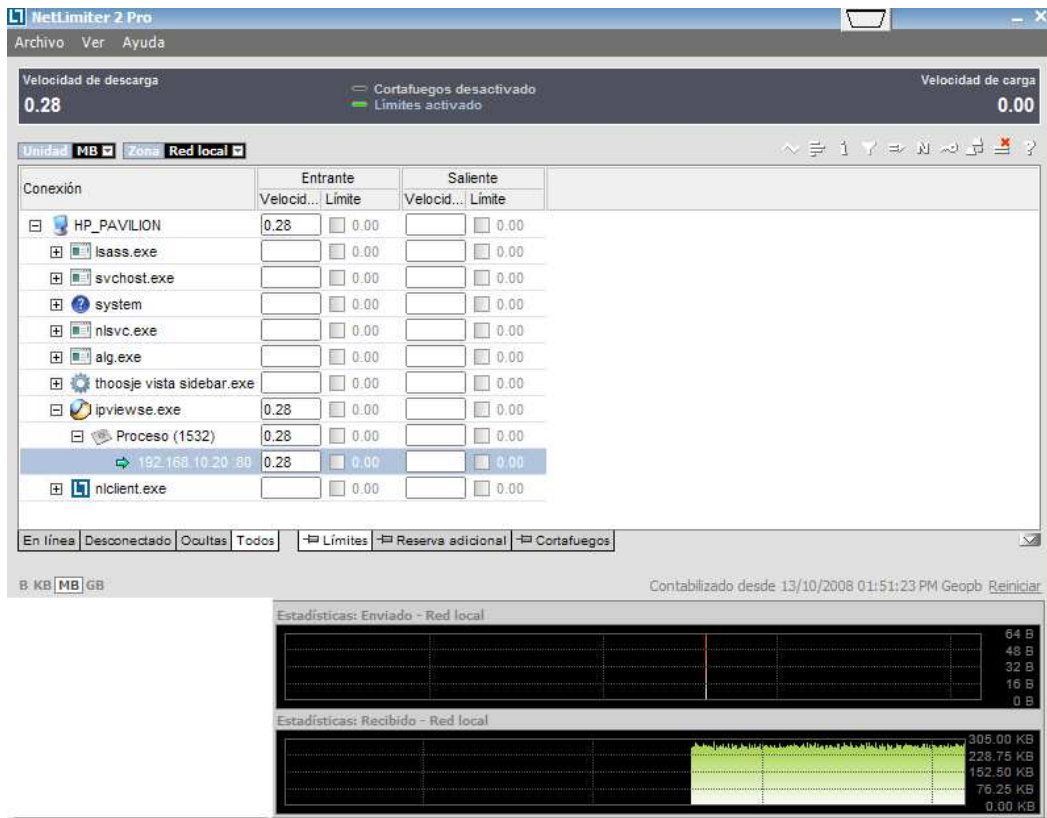 NetLimiter 2 Pro
Archivo Ver Ayuda
Velocidad de descarga
0.28
Cortafuegos desactivado
Límites activado
Velocidad de carga
0.00
Unidad MB Zona Red local
Conexión Entrante Saliente
Velocid... Límite Velocid... Límite
HP_PAVILION 0.28 0.00 0.00
lsass.exe 0.00 0.00
svchost.exe 0.00 0.00
system 0.00 0.00
nlsvc.exe 0.00 0.00
alg.exe 0.00 0.00
thoosje vista sidebar.exe 0.00 0.00
ipviewse.exe 0.28 0.00 0.00
Proceso (1532) 0.28 0.00 0.00
192.168.10.20 :80 0.28 0.00 0.00
nlclient.exe 0.00 0.00
En línea Desconectado Ocultas Todos Límites Reserva adicional Cortafuegos
B KB MB GB Contabilizado desde 13/10/2008 01:51:23 PM Geopb Reiniciar
Estadísticas: Enviado - Red local
64 B
48 B
32 B
16 B
0 B
Estadísticas: Recibido - Red local
305.00 KB
228.75 KB
152.50 KB
76.25 KB
0.00 KB